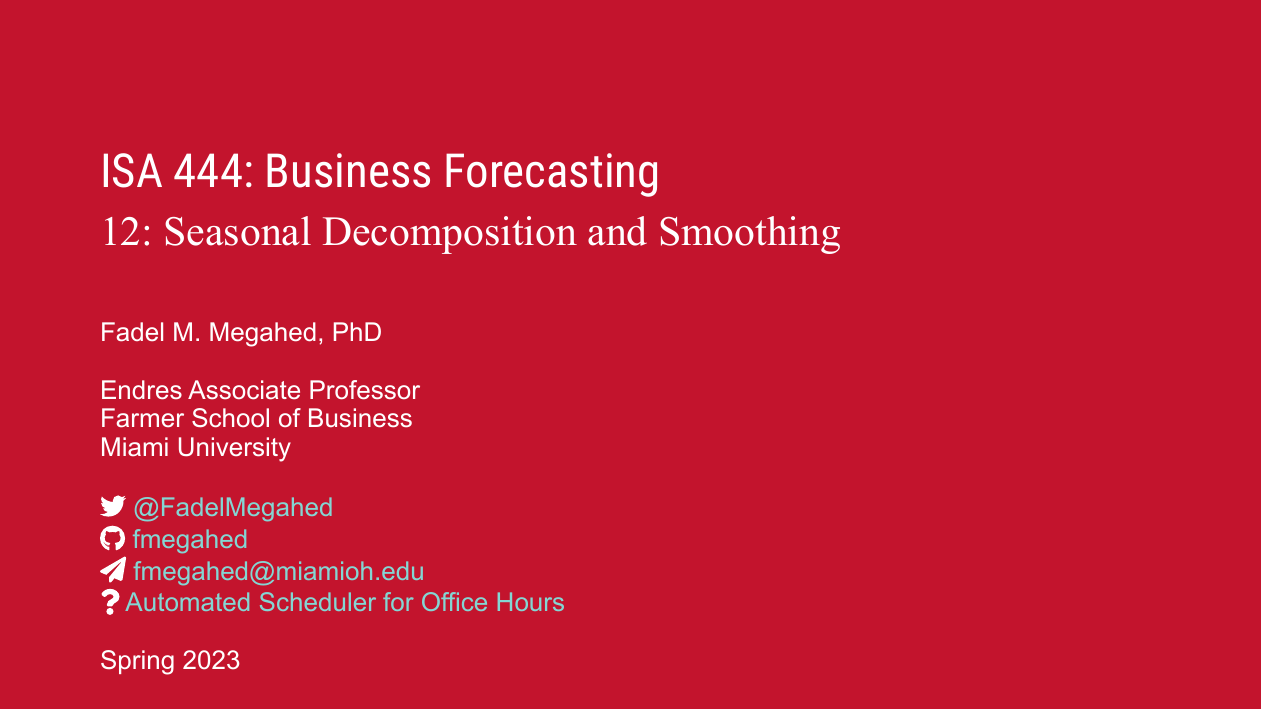 ISA 444: Business Forecasting
12: Seasonal Decomposition and Smoothing
Fadel M. Megahed, PhD
Endres Associate Professor
Farmer School of Business
Miami University
@FadelMegahed
fmegahed
fmegahed@miamioh.edu
Automated Scheduler for Office Hours
Spring 2023